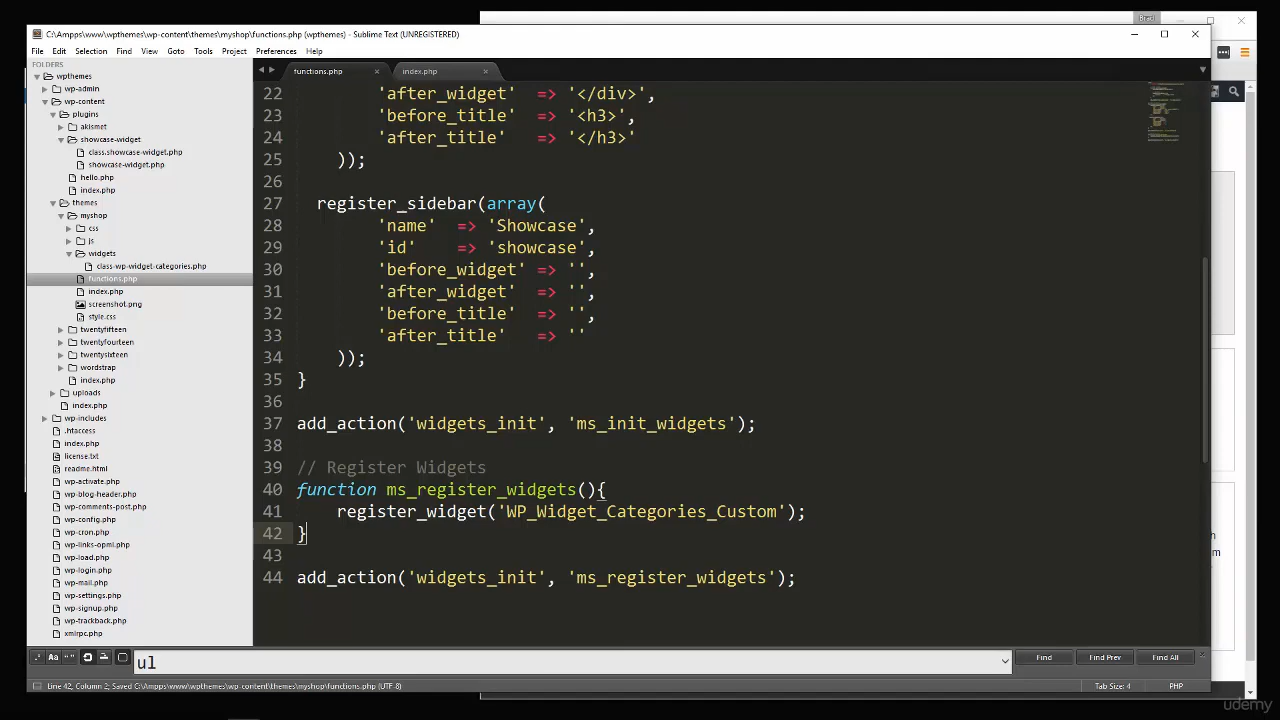 Brad
C:\Ampps\www\wpthemes\wp-content\themes\myshop\functions.php (wpthemes) - Sublime Text (UNREGISTERED)
File Edit Selection Find View Goto Tools Project Preferences Help
FOLDERS
wpthemes
wp-admin
wp-content
plugins
akismet
showcase-widget
class.showcase-widget.php
showcase-widget.php
hello.php
index.php
themes
myshop
css
js
widgets
class-wp-widget-categories.php
functions.php
index.php
screenshot.png
style.css
twentyfifteen
twentyfourteen
twentysixteen
wordstrap
index.php
uploads
index.php
wp-includes
.htaccess
index.php
license.txt
readme.html
wp-activate.php
wp-blog-header.php
wp-comments-post.php
wp-config.php
wp-cron.php
wp-links-opml.php
wp-load.php
wp-login.php
wp-mail.php
wp-settings.php
wp-signup.php
wp-trackback.php
xmlrpc.php
functions.php × index.php ×
22 'after_widget' => '</div>',
23 'before_title' => '<h3>',
24 'after_title' => '</h3>'
25 ));
26
27 register_sidebar(array(
28 'name' => 'Showcase',
29 'id' => 'showcase',
30 'before_widget' => '',
31 'after_widget' => '',
32 'before_title' => '',
33 'after_title' => ''
34 ));
35 }
36
37 add_action('widgets_init', 'ms_init_widgets');
38
39 // Register Widgets
40 function ms_register_widgets(){
41 register_widget('WP_Widget_Categories_Custom');
42 }
43
44 add_action('widgets_init', 'ms_register_widgets');
.* Aa "" ul Find Find Prev Find All
Line 42, Column 2; Saved C:\Ampps\www\wpthemes\wp-content\themes\myshop\functions.php (UTF-8) Tab Size: 4 PHP
udemy